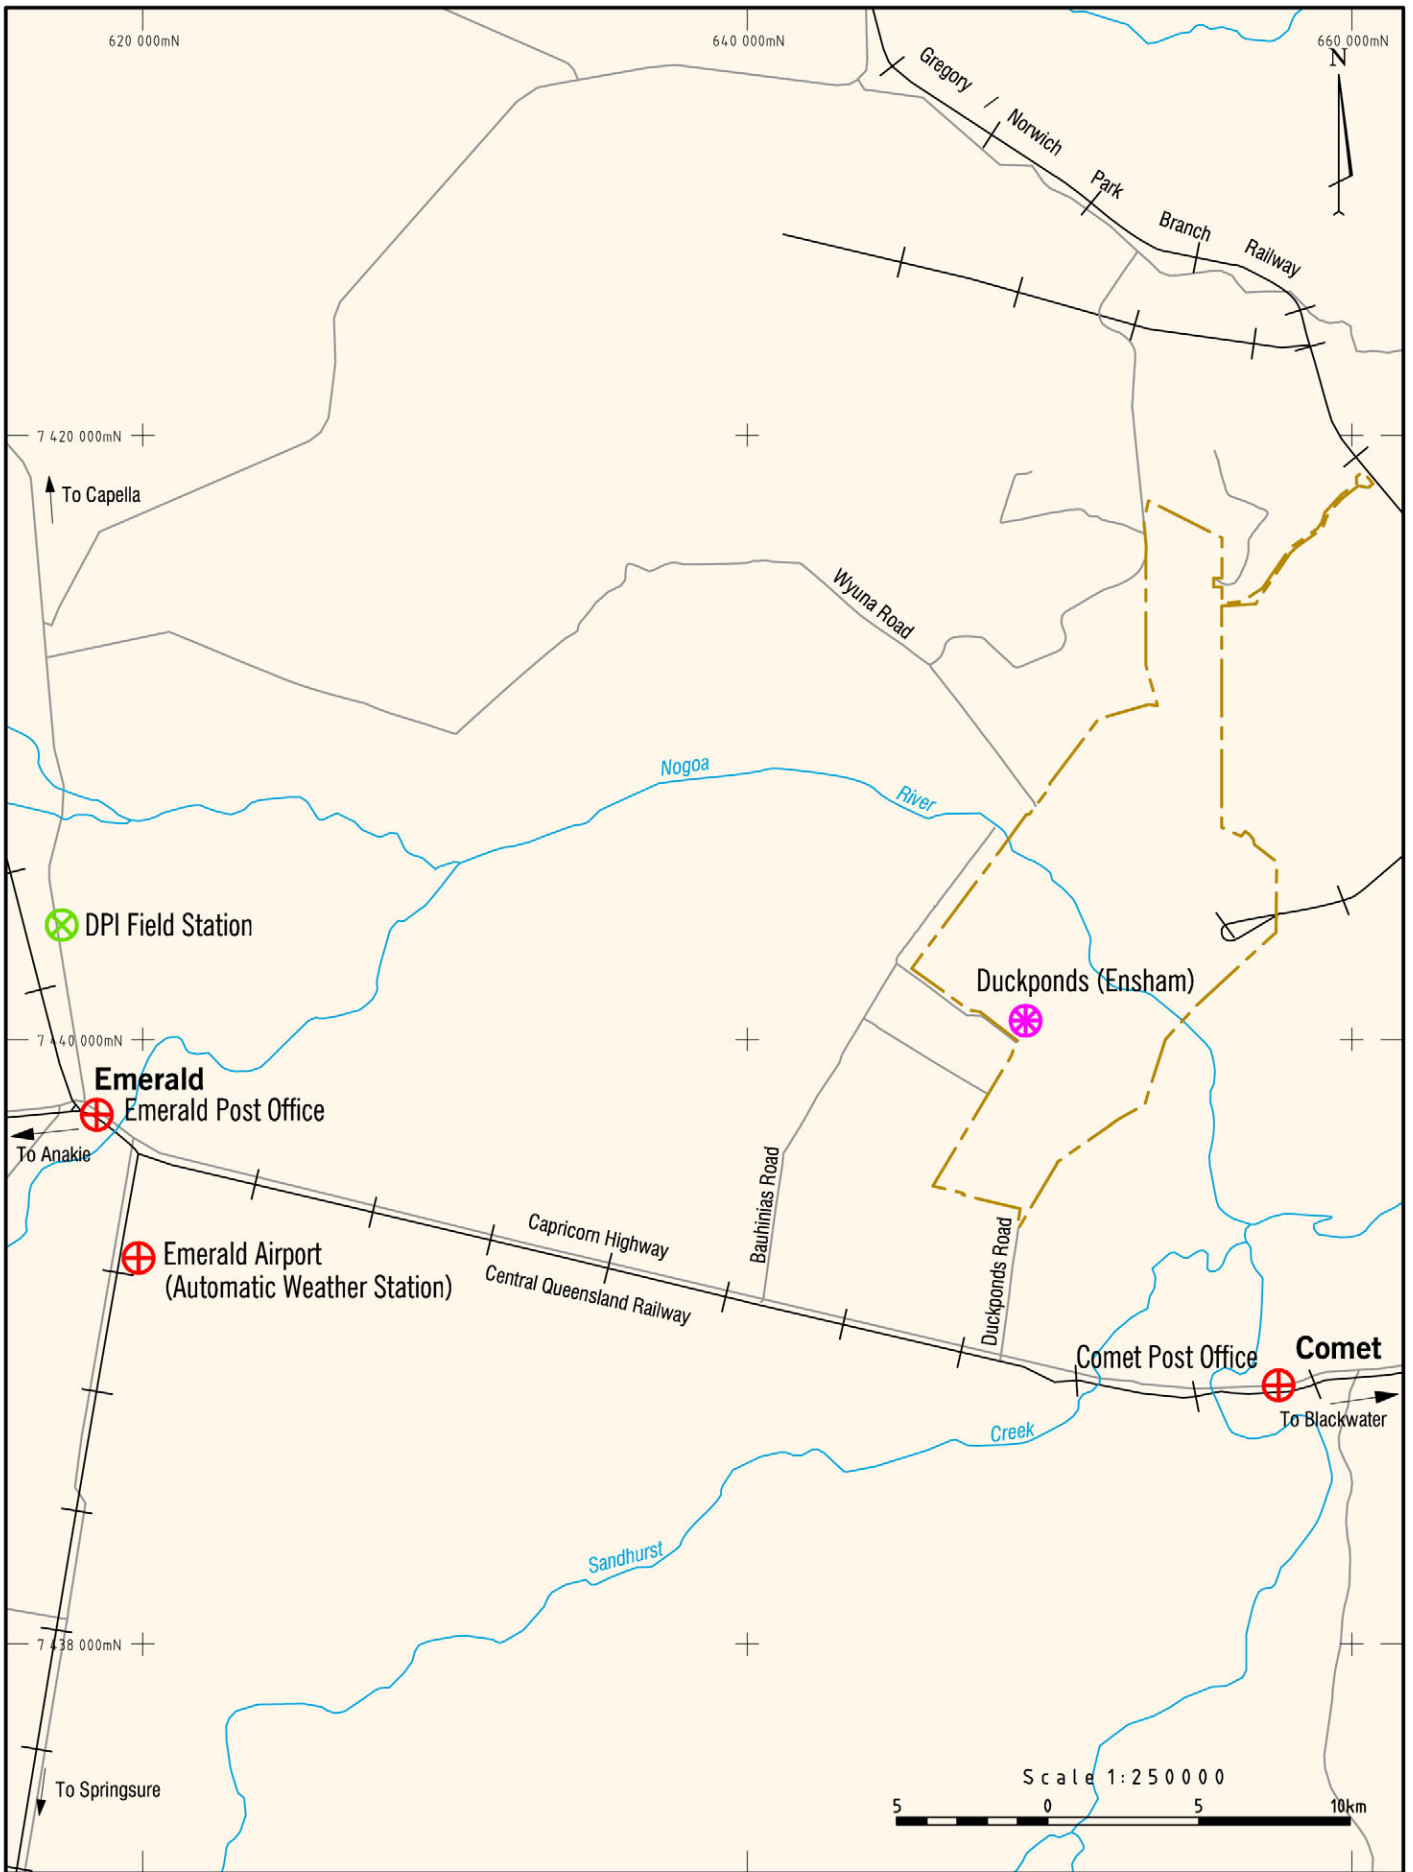 620 000mN
640 000mN
660 000mN
N
Gregory / Norwich Park Branch Railway
7 420 000mN
To Capella
Wyuna Road
Nogoa River
DPI Field Station
Duckponds (Ensham)
7 440 000mN
Emerald
Emerald Post Office
To Anakie
Bauhinias Road
Capricorn Highway
Duckponds Road
Emerald Airport
(Automatic Weather Station)
Central Queensland Railway
Comet Post Office
Comet
To Blackwater
Sandhurst Creek
7 438 000mN
Scale 1:250000
To Springsure
5 0 5 10km